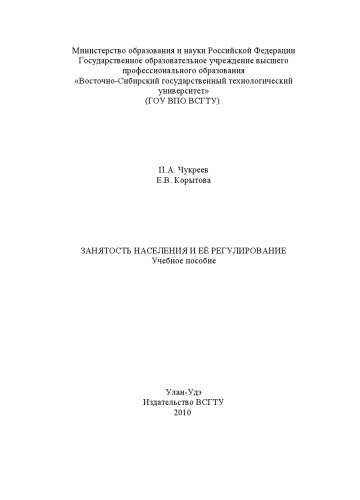 Министерство образования и науки Российской Федерации
Государственное образовательное учреждение высшего
профессионального образования
«Восточно-Сибирский государственный технологический
университет»
(ГОУ ВПО ВСГТУ)
П.А. Чукреев
Е.В. Корытова
ЗАНЯТОСТЬ НАСЕЛЕНИЯ И ЕЁ РЕГУЛИРОВАНИЕ
Учебное пособие
Улан-Удэ
Издательство ВСГТУ
2010